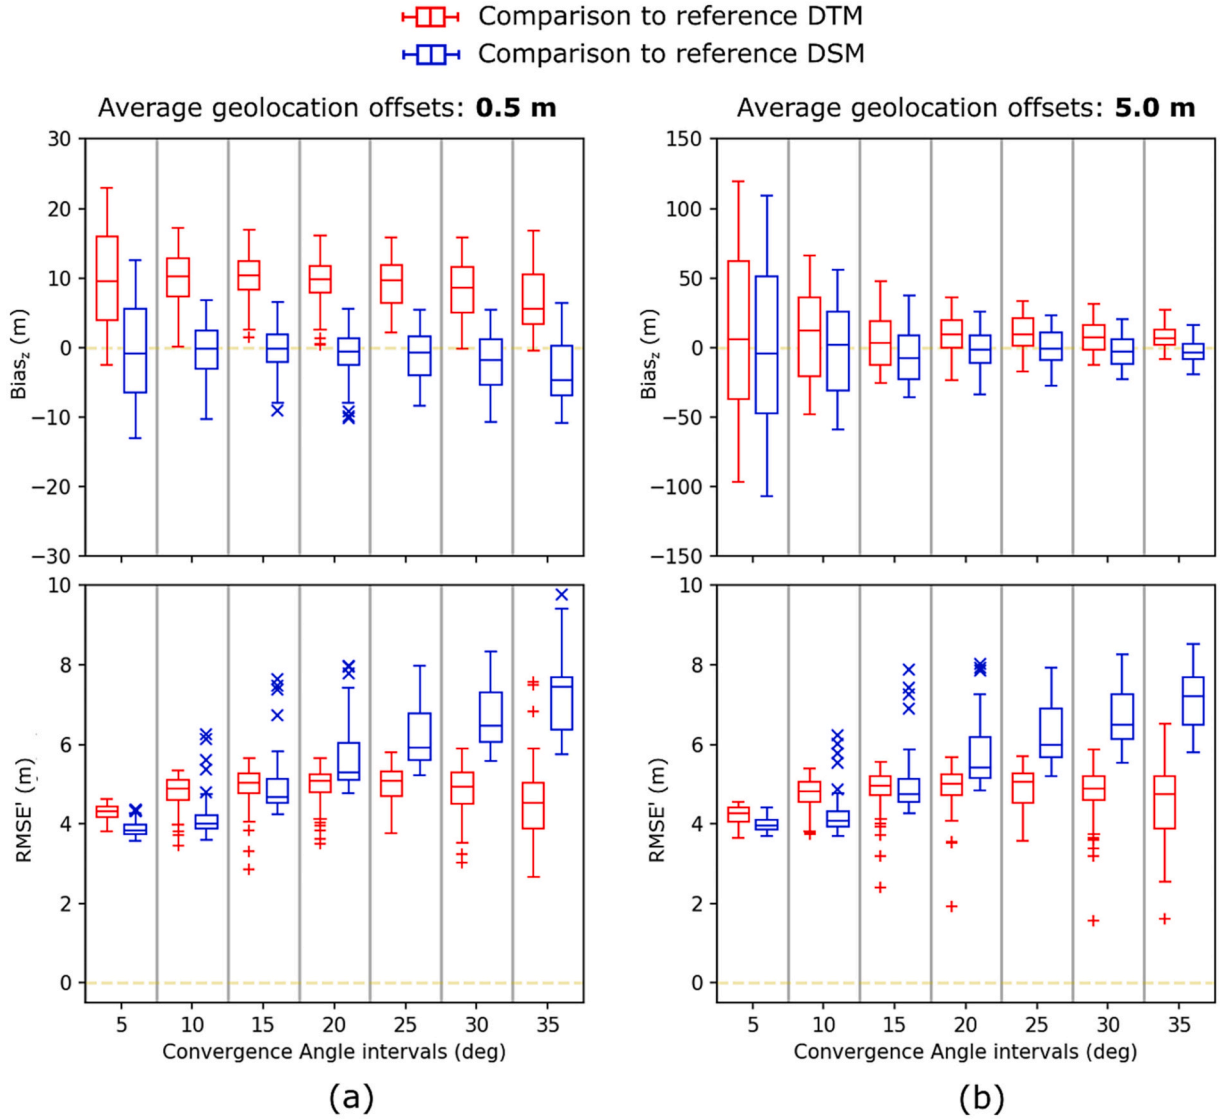 Comparison to reference DTM
Comparison to reference DSM
Average geolocation offsets: 0.5 m
30
20
10
0
−10
−20
−30
Bias_z (m)
10
8
6
4
2
0
RMSE' (m)
5 10 15 20 25 30 35
Convergence Angle intervals (deg)
(a)
Average geolocation offsets: 5.0 m
150
100
50
0
−50
−100
−150
Bias_z (m)
10
8
6
4
2
0
RMSE' (m)
5 10 15 20 25 30 35
Convergence Angle intervals (deg)
(b)